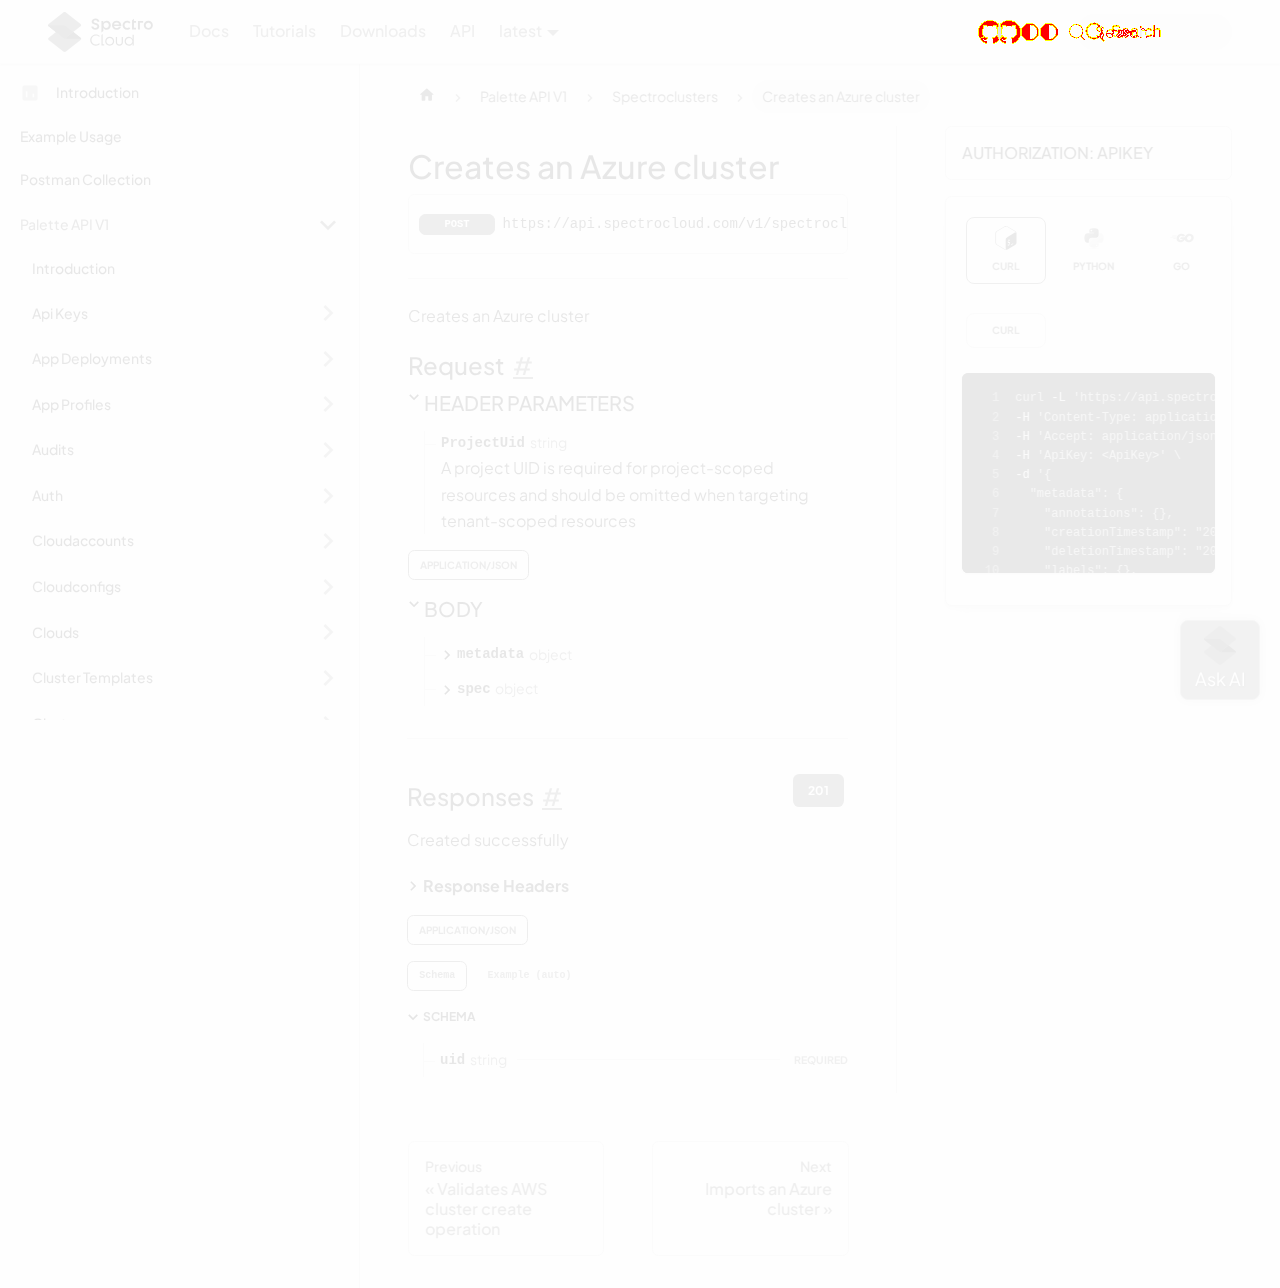 Spectro Cloud
Docs Tutorials Downloads API latest
Introduction
Example Usage
Postman Collection
Palette API V1
Introduction
Api Keys
App Deployments
App Profiles
Audits
Auth
Cloudaccounts
Cloudconfigs
Clouds
Cluster Templates
Palette API V1 Spectroclusters Creates an Azure cluster
Creates an Azure cluster
POST https://api.spectrocloud.com/v1/spectrocl
Creates an Azure cluster
Request #
HEADER PARAMETERS
ProjectUid string
A project UID is required for project-scoped
resources and should be omitted when targeting
tenant-scoped resources
APPLICATION/JSON
BODY
metadata object
spec object
Responses #
201
Created successfully
Response Headers
APPLICATION/JSON
Schema Example (auto)
SCHEMA
uid string REQUIRED
Previous
« Validates AWS
cluster create
operation
Next
Imports an Azure
cluster »
AUTHORIZATION: APIKEY
CURL PYTHON GO
GO
CURL
1 curl -L 'https://api.spectro
2 -H 'Content-Type: applicatio
3 -H 'Accept: application/json
4 -H 'ApiKey: <ApiKey>' \
5 -d '{
6 "metadata": {
7 "annotations": {},
8 "creationTimestamp": "20
9 "deletionTimestamp": "20
10 "labels": {},
Ask AI